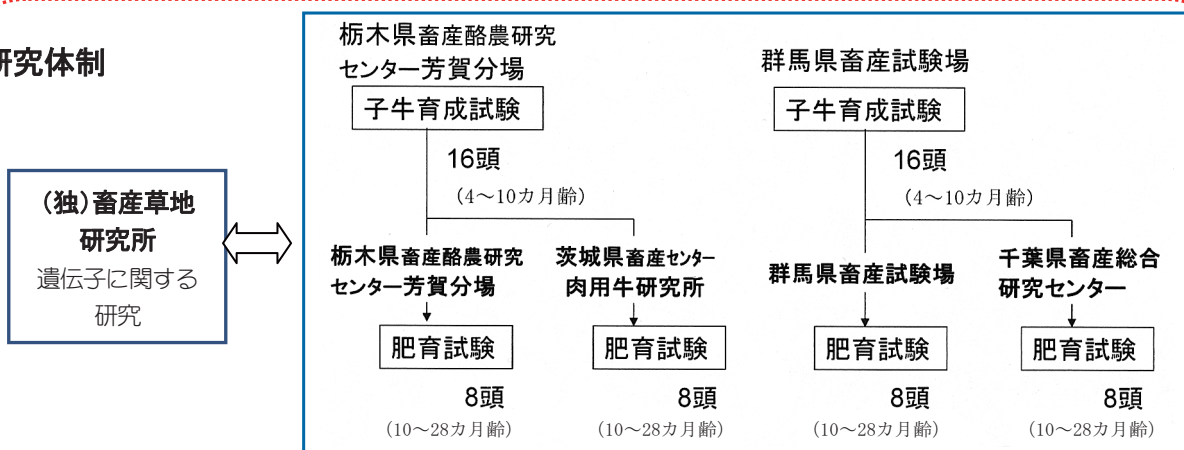 研究体制
(独)畜産草地
研究所
遺伝子に関する
研究
栃木県畜産酪農研究
センター芳賀分場
子牛育成試験
16頭
(4～10カ月齢)
栃木県畜産酪農研究
センター芳賀分場
肥育試験
8頭
(10～28カ月齢)
茨城県畜産センター
肉用牛研究所
肥育試験
8頭
(10～28カ月齢)
群馬県畜産試験場
子牛育成試験
16頭
(4～10カ月齢)
群馬県畜産試験場
肥育試験
8頭
(10～28カ月齢)
千葉県畜産総合
研究センター
肥育試験
8頭
(10～28カ月齢)